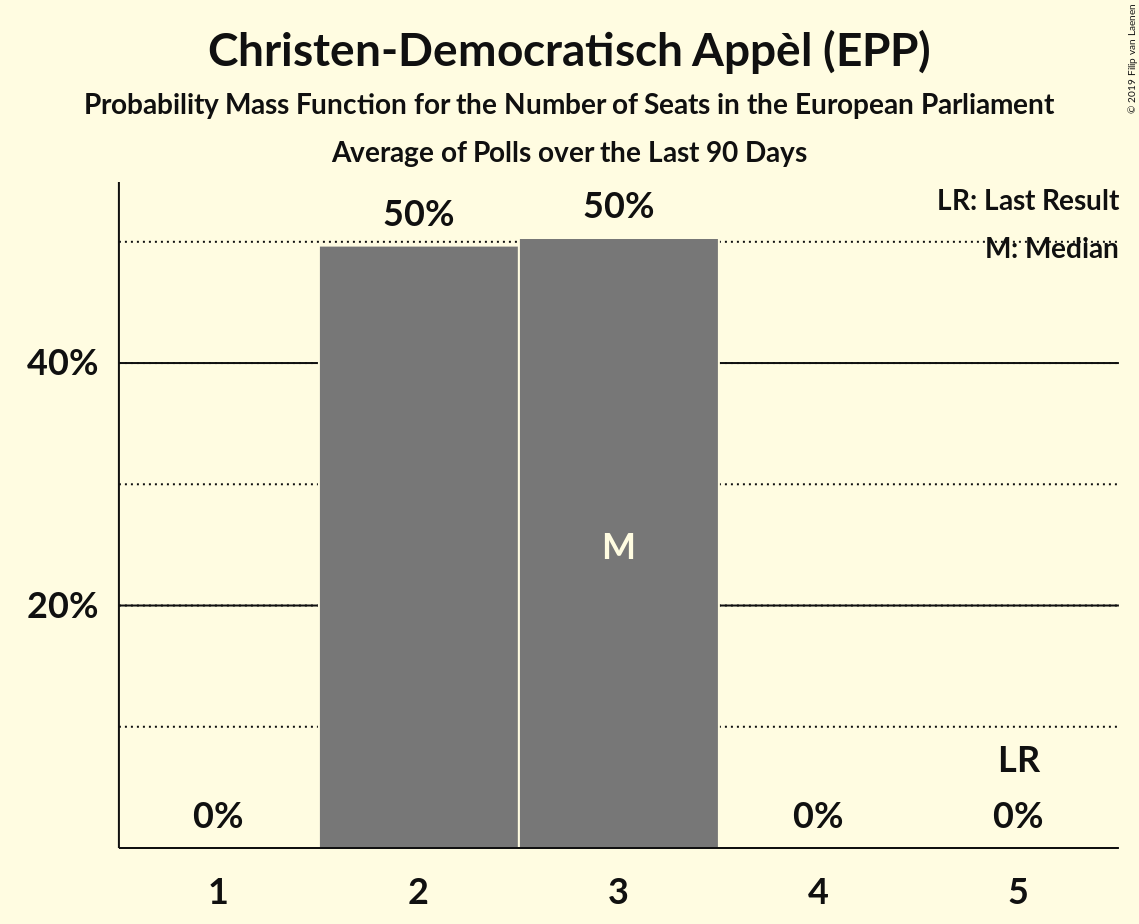 Christen-Democratisch Appèl (EPP)
Probability Mass Function for the Number of Seats in the European Parliament
Average of Polls over the Last 90 Days
© 2019 Filip van Laenen
LR: Last Result
M: Median
50%
50%
40%
20%
M
LR
0%
0%
0%
1
2
3
4
5